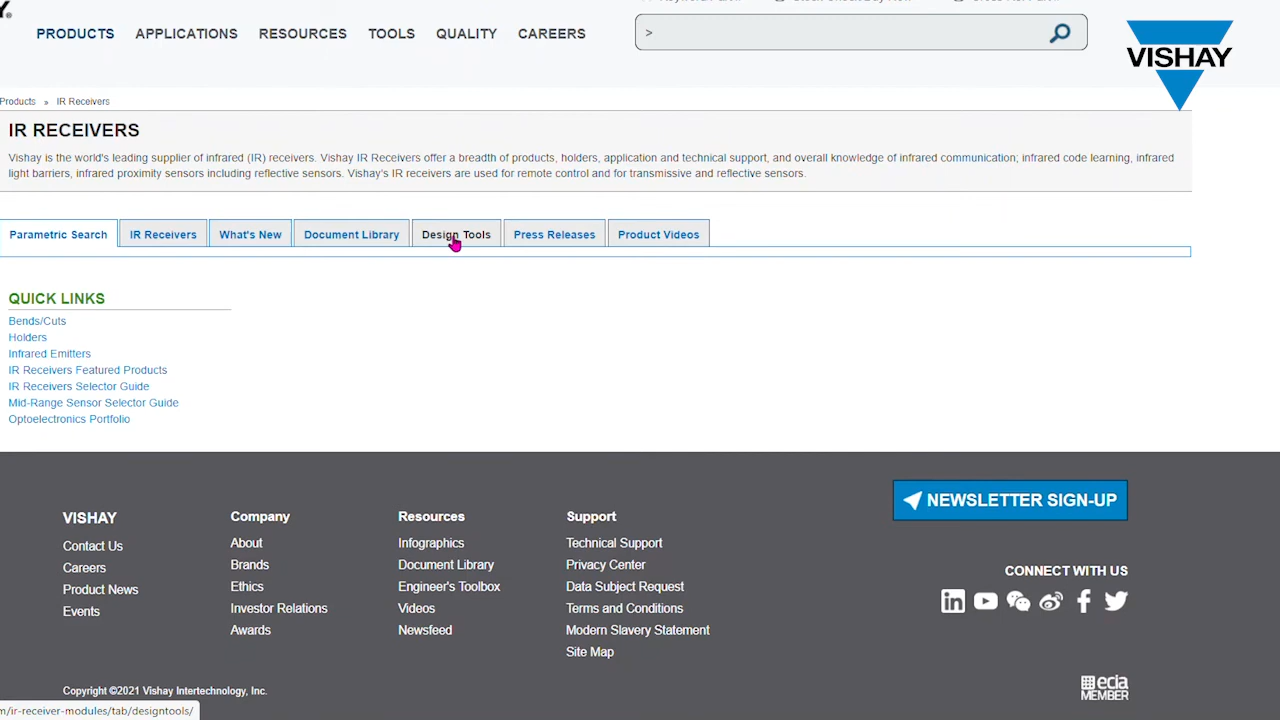 Y®
PRODUCTS APPLICATIONS RESOURCES TOOLS QUALITY CAREERS
>
VISHAY
Products » IR Receivers
IR RECEIVERS
Vishay is the world's leading supplier of infrared (IR) receivers. Vishay IR Receivers offer a breadth of products, holders, application and technical support, and overall knowledge of infrared communication; infrared code learning, infrared
light barriers, infrared proximity sensors including reflective sensors. Vishay's IR receivers are used for remote control and for transmissive and reflective sensors.
Parametric Search IR Receivers What's New Document Library Design Tools Press Releases Product Videos
QUICK LINKS
Bends/Cuts
Holders
Infrared Emitters
IR Receivers Featured Products
IR Receivers Selector Guide
Mid-Range Sensor Selector Guide
Optoelectronics Portfolio
NEWSLETTER SIGN-UP
VISHAY
Contact Us
Careers
Product News
Events
Company
About
Brands
Ethics
Investor Relations
Awards
Resources
Infographics
Document Library
Engineer's Toolbox
Videos
Newsfeed
Support
Technical Support
Privacy Center
Data Subject Request
Terms and Conditions
Modern Slavery Statement
Site Map
CONNECT WITH US
Copyright ©2021 Vishay Intertechnology, Inc.
ecia
MEMBER
m/ir-receiver-modules/tab/designtools/